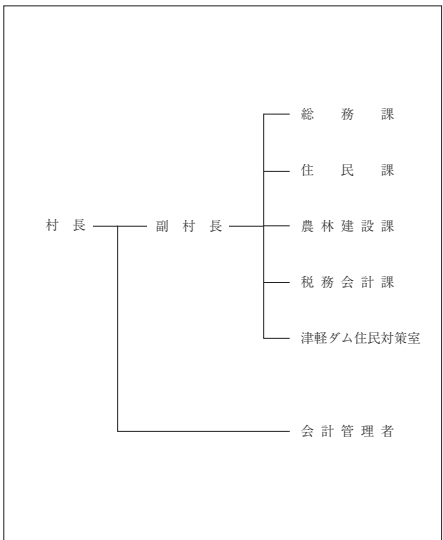 総務課
住民課
村長
副村長
農林建設課
税務会計課
津軽ダム住民対策室
会計管理者